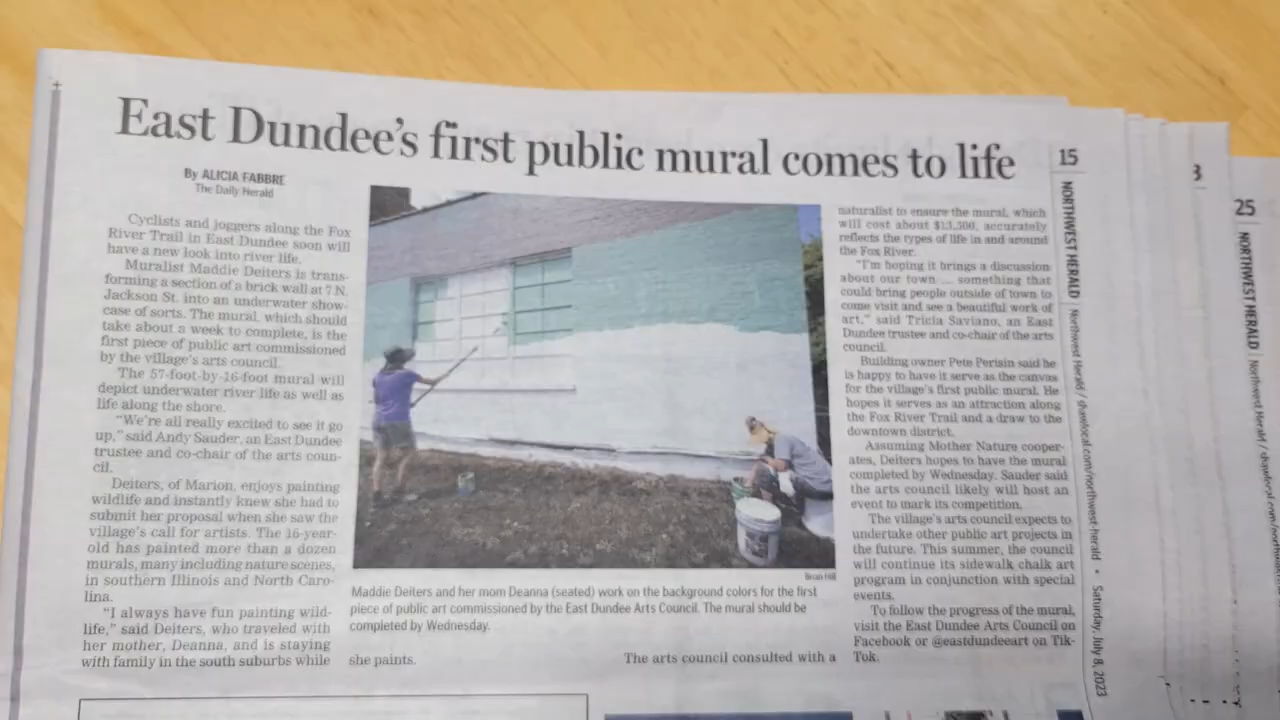 East Dundee's first public mural comes to life
By ALICIA FABBRE
The Daily Herald
Cyclists and joggers along the Fox
River Trail in East Dundee soon will
have a new look into river life.
Muralist Maddie Deiters is trans-
forming a section of a brick wall at 7 N.
Jackson St. into an underwater show-
case of sorts. The mural, which should
take about a week to complete, is the
first piece of public art commissioned
by the village's arts council.
The 57-foot-by-16-foot mural will
depict underwater river life as well as
life along the shore.
"We're all really excited to see it go
up," said Andy Sauder, an East Dundee
trustee and co-chair of the arts coun-
cil.
Deiters, of Marion, enjoys painting
wildlife and instantly knew she had to
submit her proposal when she saw the
village's call for artists. The 16-year-
old has painted more than a dozen
murals, many including nature scenes,
in southern Illinois and North Caro-
lina.
"I always have fun painting wild-
life," said Deiters, who traveled with
her mother, Deanna, and is staying
with family in the south suburbs while
Brian Hill
Maddie Deiters and her mom Deanna (seated) work on the background colors for the first
piece of public art commissioned by the East Dundee Arts Council. The mural should be
completed by Wednesday.
she paints.
The arts council consulted with a
naturalist to ensure the mural, which
will cost about $13,500, accurately
reflects the types of life in and around
the Fox River.
"I'm hoping it brings a discussion
about our town ... something that
could bring people outside of town to
come visit and see a beautiful work of
art," said Tricia Saviano, an East
Dundee trustee and co-chair of the arts
council.
Building owner Pete Perisin said he
is happy to have it serve as the canvas
for the village's first public mural. He
hopes it serves as an attraction along
the Fox River Trail and a draw to the
downtown district.
Assuming Mother Nature cooper-
ates, Deiters hopes to have the mural
completed by Wednesday. Sauder said
the arts council likely will host an
event to mark its competition.
The village's arts council expects to
undertake other public art projects in
the future. This summer, the council
will continue its sidewalk chalk art
program in conjunction with special
events.
To follow the progress of the mural,
visit the East Dundee Arts Council on
Facebook or @eastdundeeart on Tik-
Tok.
15
NORTHWEST HERALD | Northwest Herald / shawlocal.com/northwest-herald • Saturday, July 8, 2023
3
25
NORTHWEST HERALD | Northwest Herald / shawlocal.com/northwest